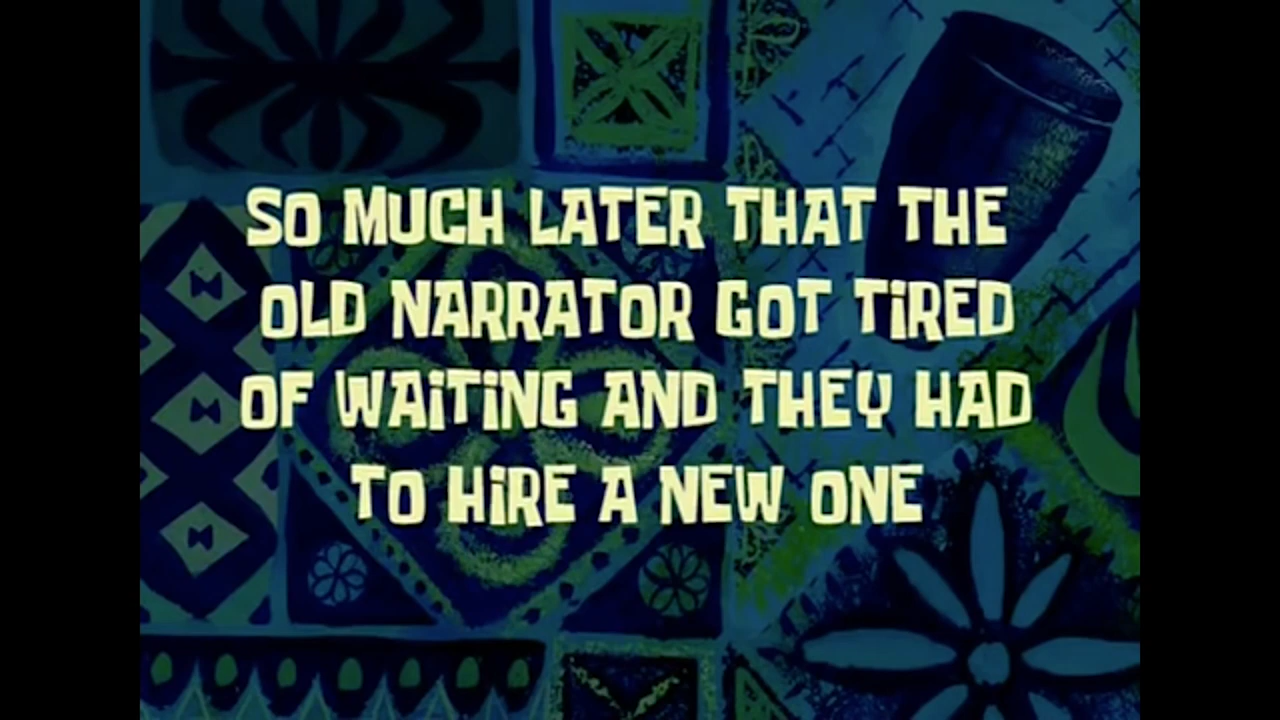 SO MUCH LATER THAT THE
OLD NARRATOR GOT TIRED
OF WAITING AND THEY HAD
TO HIRE A NEW ONE